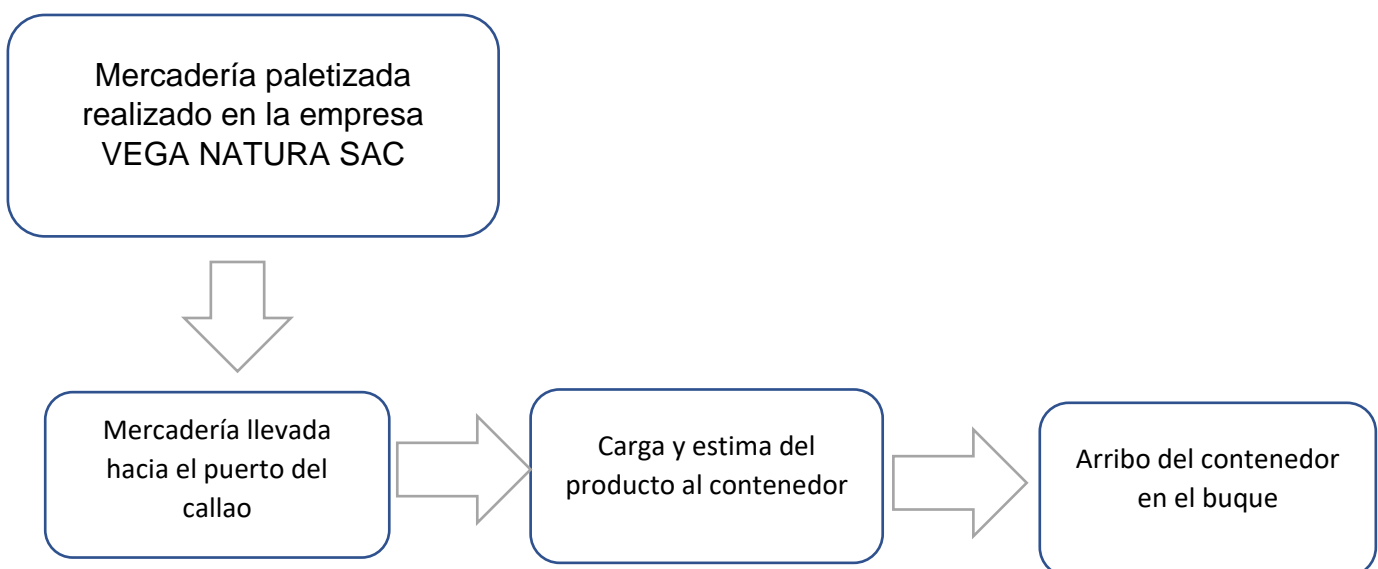 Mercadería paletizada
realizado en la empresa
VEGA NATURA SAC
Mercadería llevada
hacia el puerto del
callao
Carga y estima del
producto al contenedor
Arribo del contenedor
en el buque